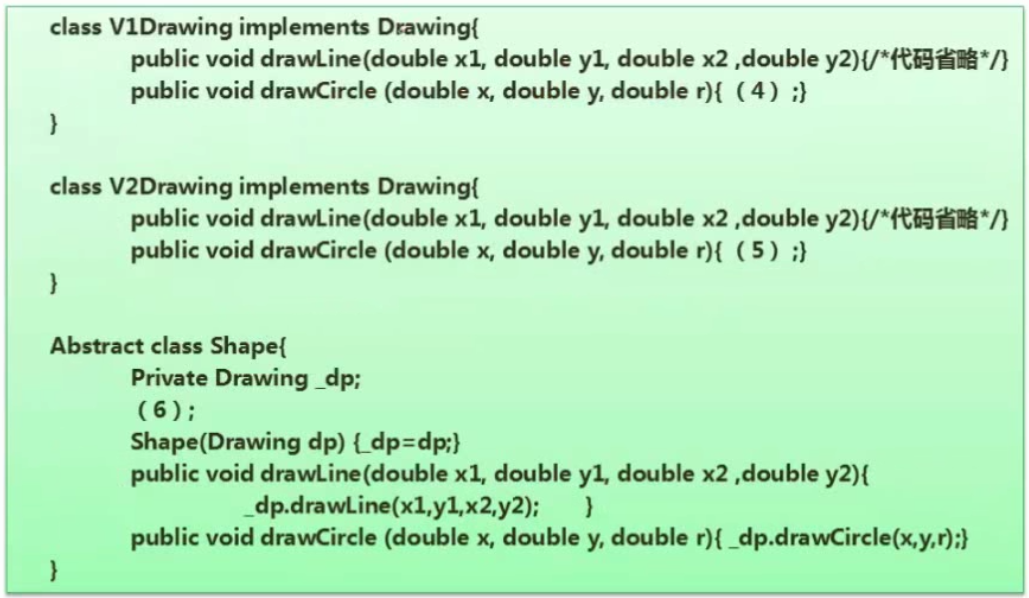 class V1Drawing implements Drawing{
public void drawLine(double x1, double y1, double x2 ,double y2){/*代码省略*/}
public void drawCircle (double x, double y, double r){（4）;}
}
class V2Drawing implements Drawing{
public void drawLine(double x1, double y1, double x2 ,double y2){/*代码省略*/}
public void drawCircle (double x, double y, double r){（5）;}
}
Abstract class Shape{
Private Drawing _dp;
（6）;
Shape(Drawing dp) {_dp=dp;}
public void drawLine(double x1, double y1, double x2 ,double y2){
_dp.drawLine(x1,y1,x2,y2); }
public void drawCircle (double x, double y, double r){ _dp.drawCircle(x,y,r);}
}